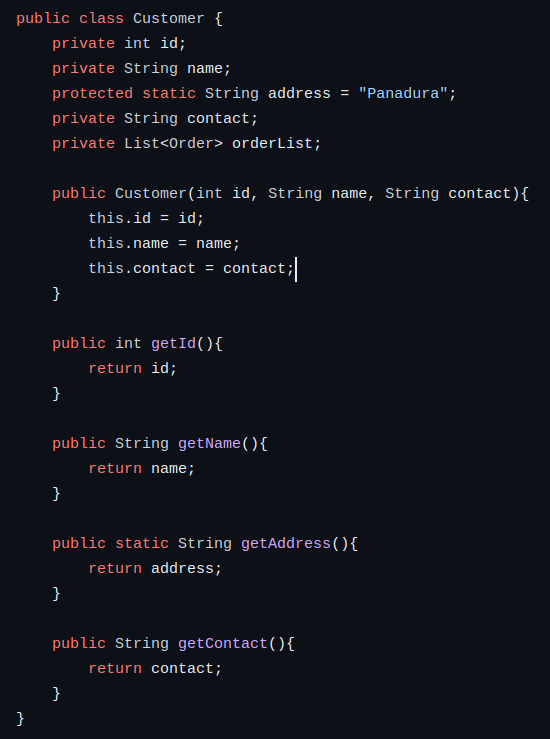 public class Customer {
    private int id;
    private String name;
    protected static String address = "Panadura";
    private String contact;
    private List<Order> orderList;

    public Customer(int id, String name, String contact){
        this.id = id;
        this.name = name;
        this.contact = contact;
    }

    public int getId(){
        return id;
    }

    public String getName(){
        return name;
    }

    public static String getAddress(){
        return address;
    }

    public String getContact(){
        return contact;
    }
}